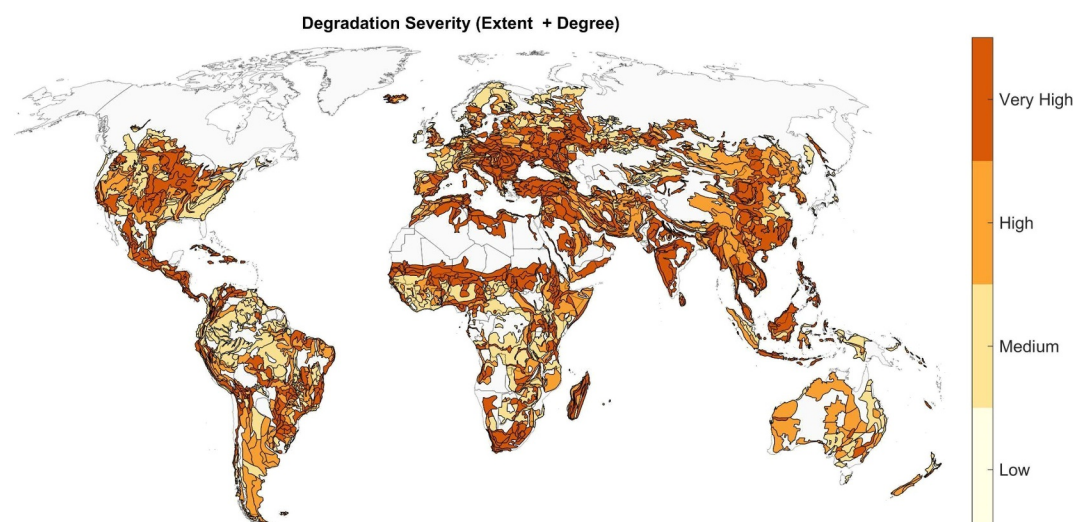 Degradation Severity (Extent + Degree)
Very High
High
Medium
Low